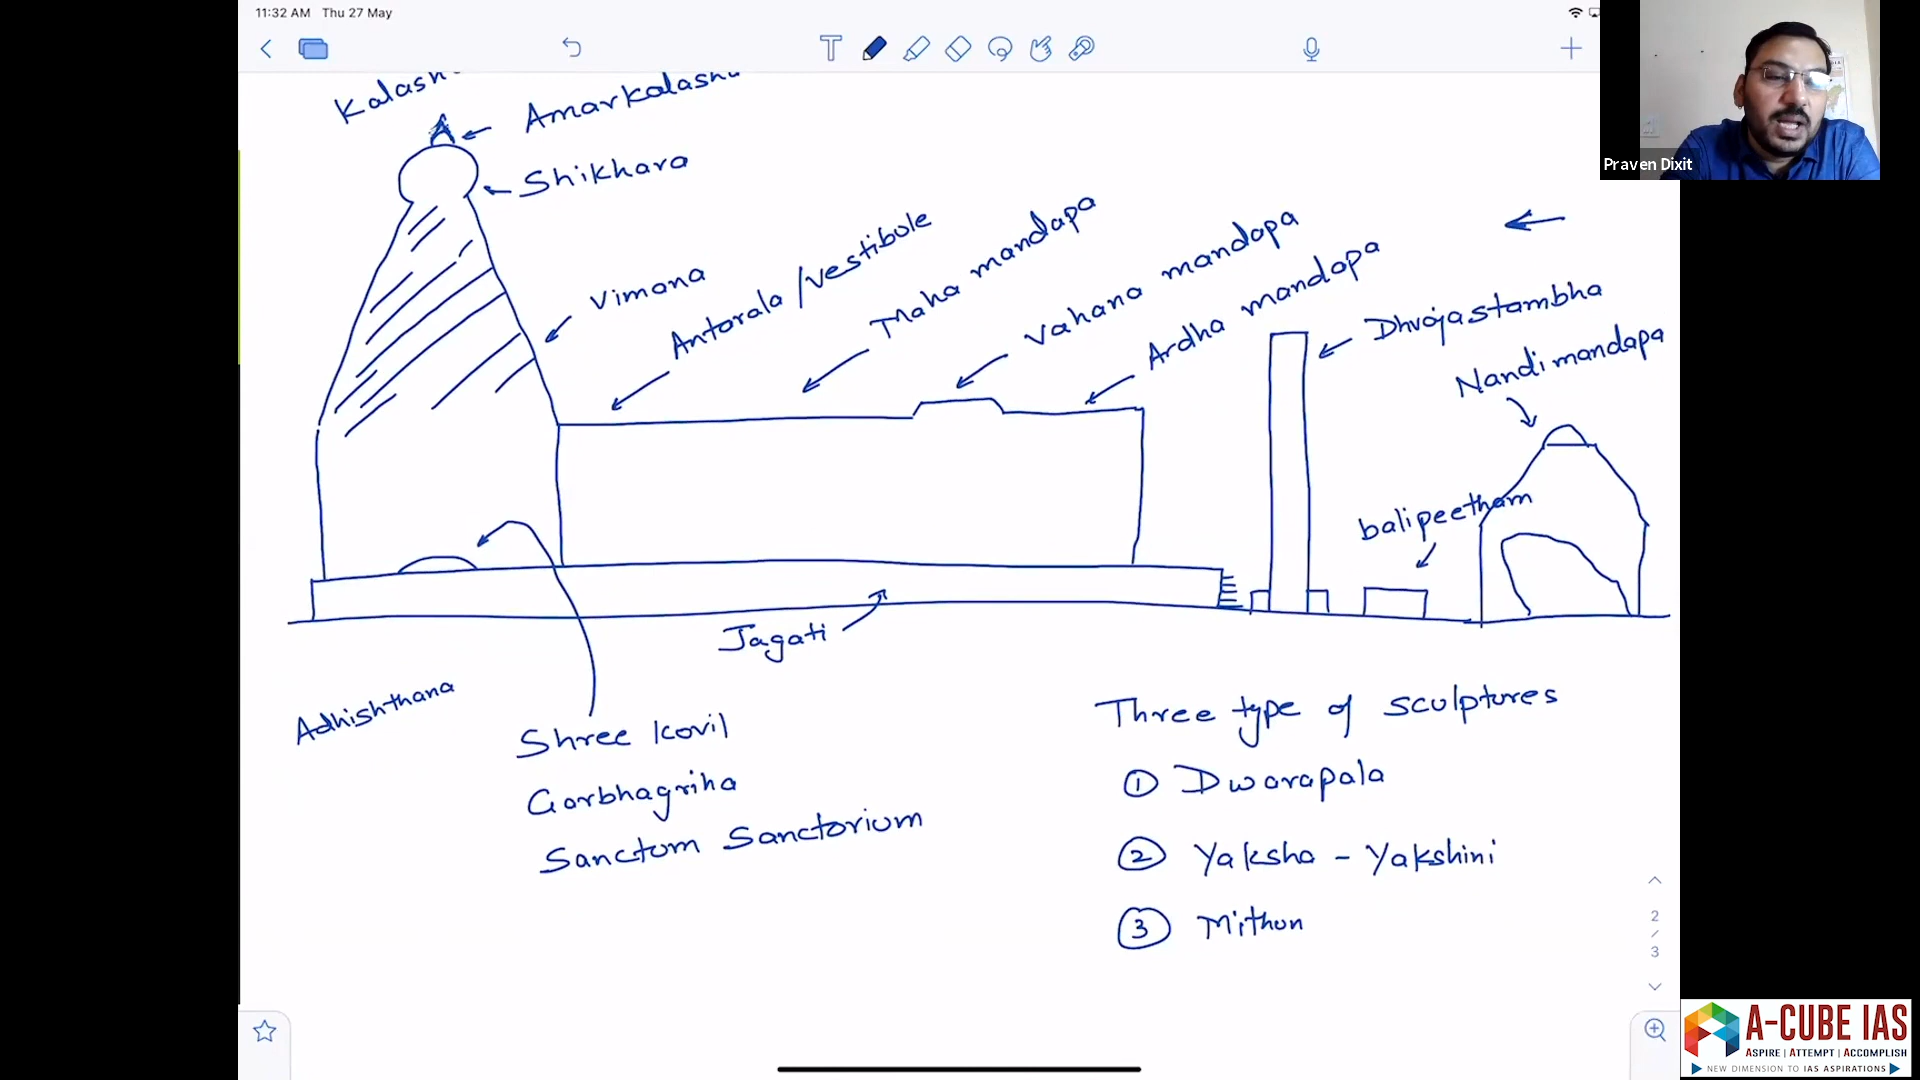 11:32 AM Thu 27 May
Praven Dixit
Kalash
Amarkalasha
Shikhara
Vimana
Antarala / vestibule
Maha mandapa
Vahana mandapa
Ardha mandapa
Dhvajastambha
Nandi mandapa
balipeetham
Jagati
Adhishthana
Shree kovil
Garbhagriha
Sanctum Sanctorium
Three type of sculptures
① Dwarapala
② Yaksha - Yakshini
③ Mithun
2
/
3
A-CUBE IAS
ASPIRE | ATTEMPT | ACCOMPLISH
NEW DIMENSION TO IAS ASPIRATIONS